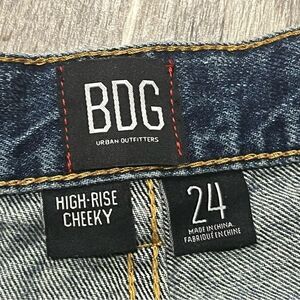 BDG
URBAN OUTFITTERS
HIGH-RISE
CHEEKY
24
MADE IN CHINA
FABRIQUÉ EN CHINE